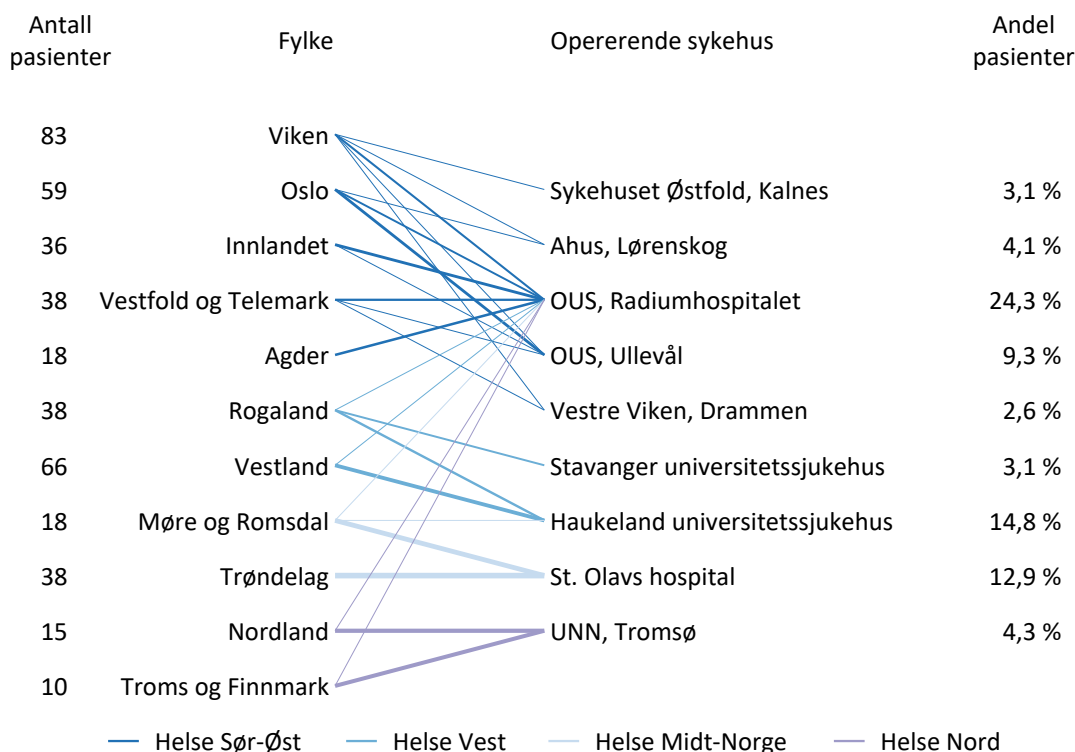 Antall
pasienter
Fylke
Opererende sykehus
Andel
pasienter
83 Viken
59 Oslo Sykehuset Østfold, Kalnes 3,1 %
36 Innlandet Ahus, Lørenskog 4,1 %
38 Vestfold og Telemark OUS, Radiumhospitalet 24,3 %
18 Agder OUS, Ullevål 9,3 %
38 Rogaland Vestre Viken, Drammen 2,6 %
66 Vestland Stavanger universitetssjukehus 3,1 %
18 Møre og Romsdal Haukeland universitetssjukehus 14,8 %
38 Trøndelag St. Olavs hospital 12,9 %
15 Nordland UNN, Tromsø 4,3 %
10 Troms og Finnmark
Helse Sør-Øst Helse Vest Helse Midt-Norge Helse Nord